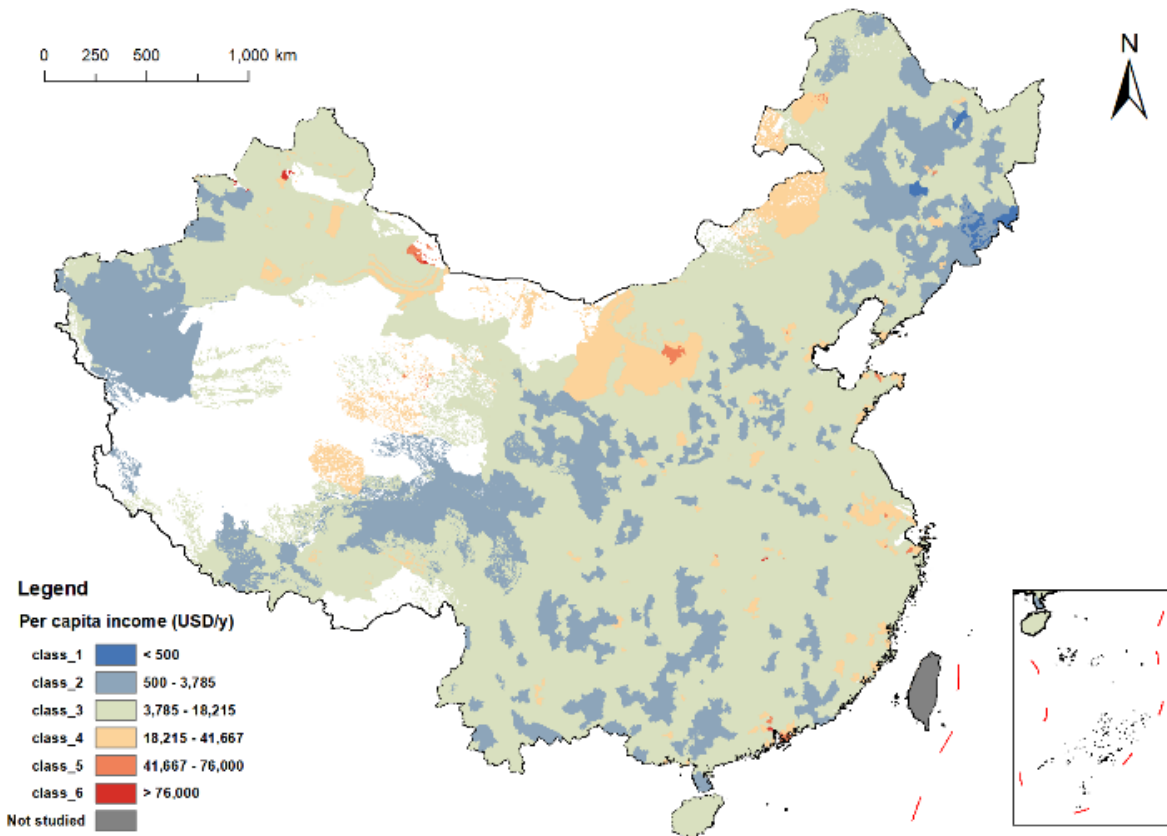 0 250 500 1,000 km
N
Legend
Per capita income (USD/y)
class_1 < 500
class_2 500 - 3,785
class_3 3,785 - 18,215
class_4 18,215 - 41,667
class_5 41,667 - 76,000
class_6 > 76,000
Not studied